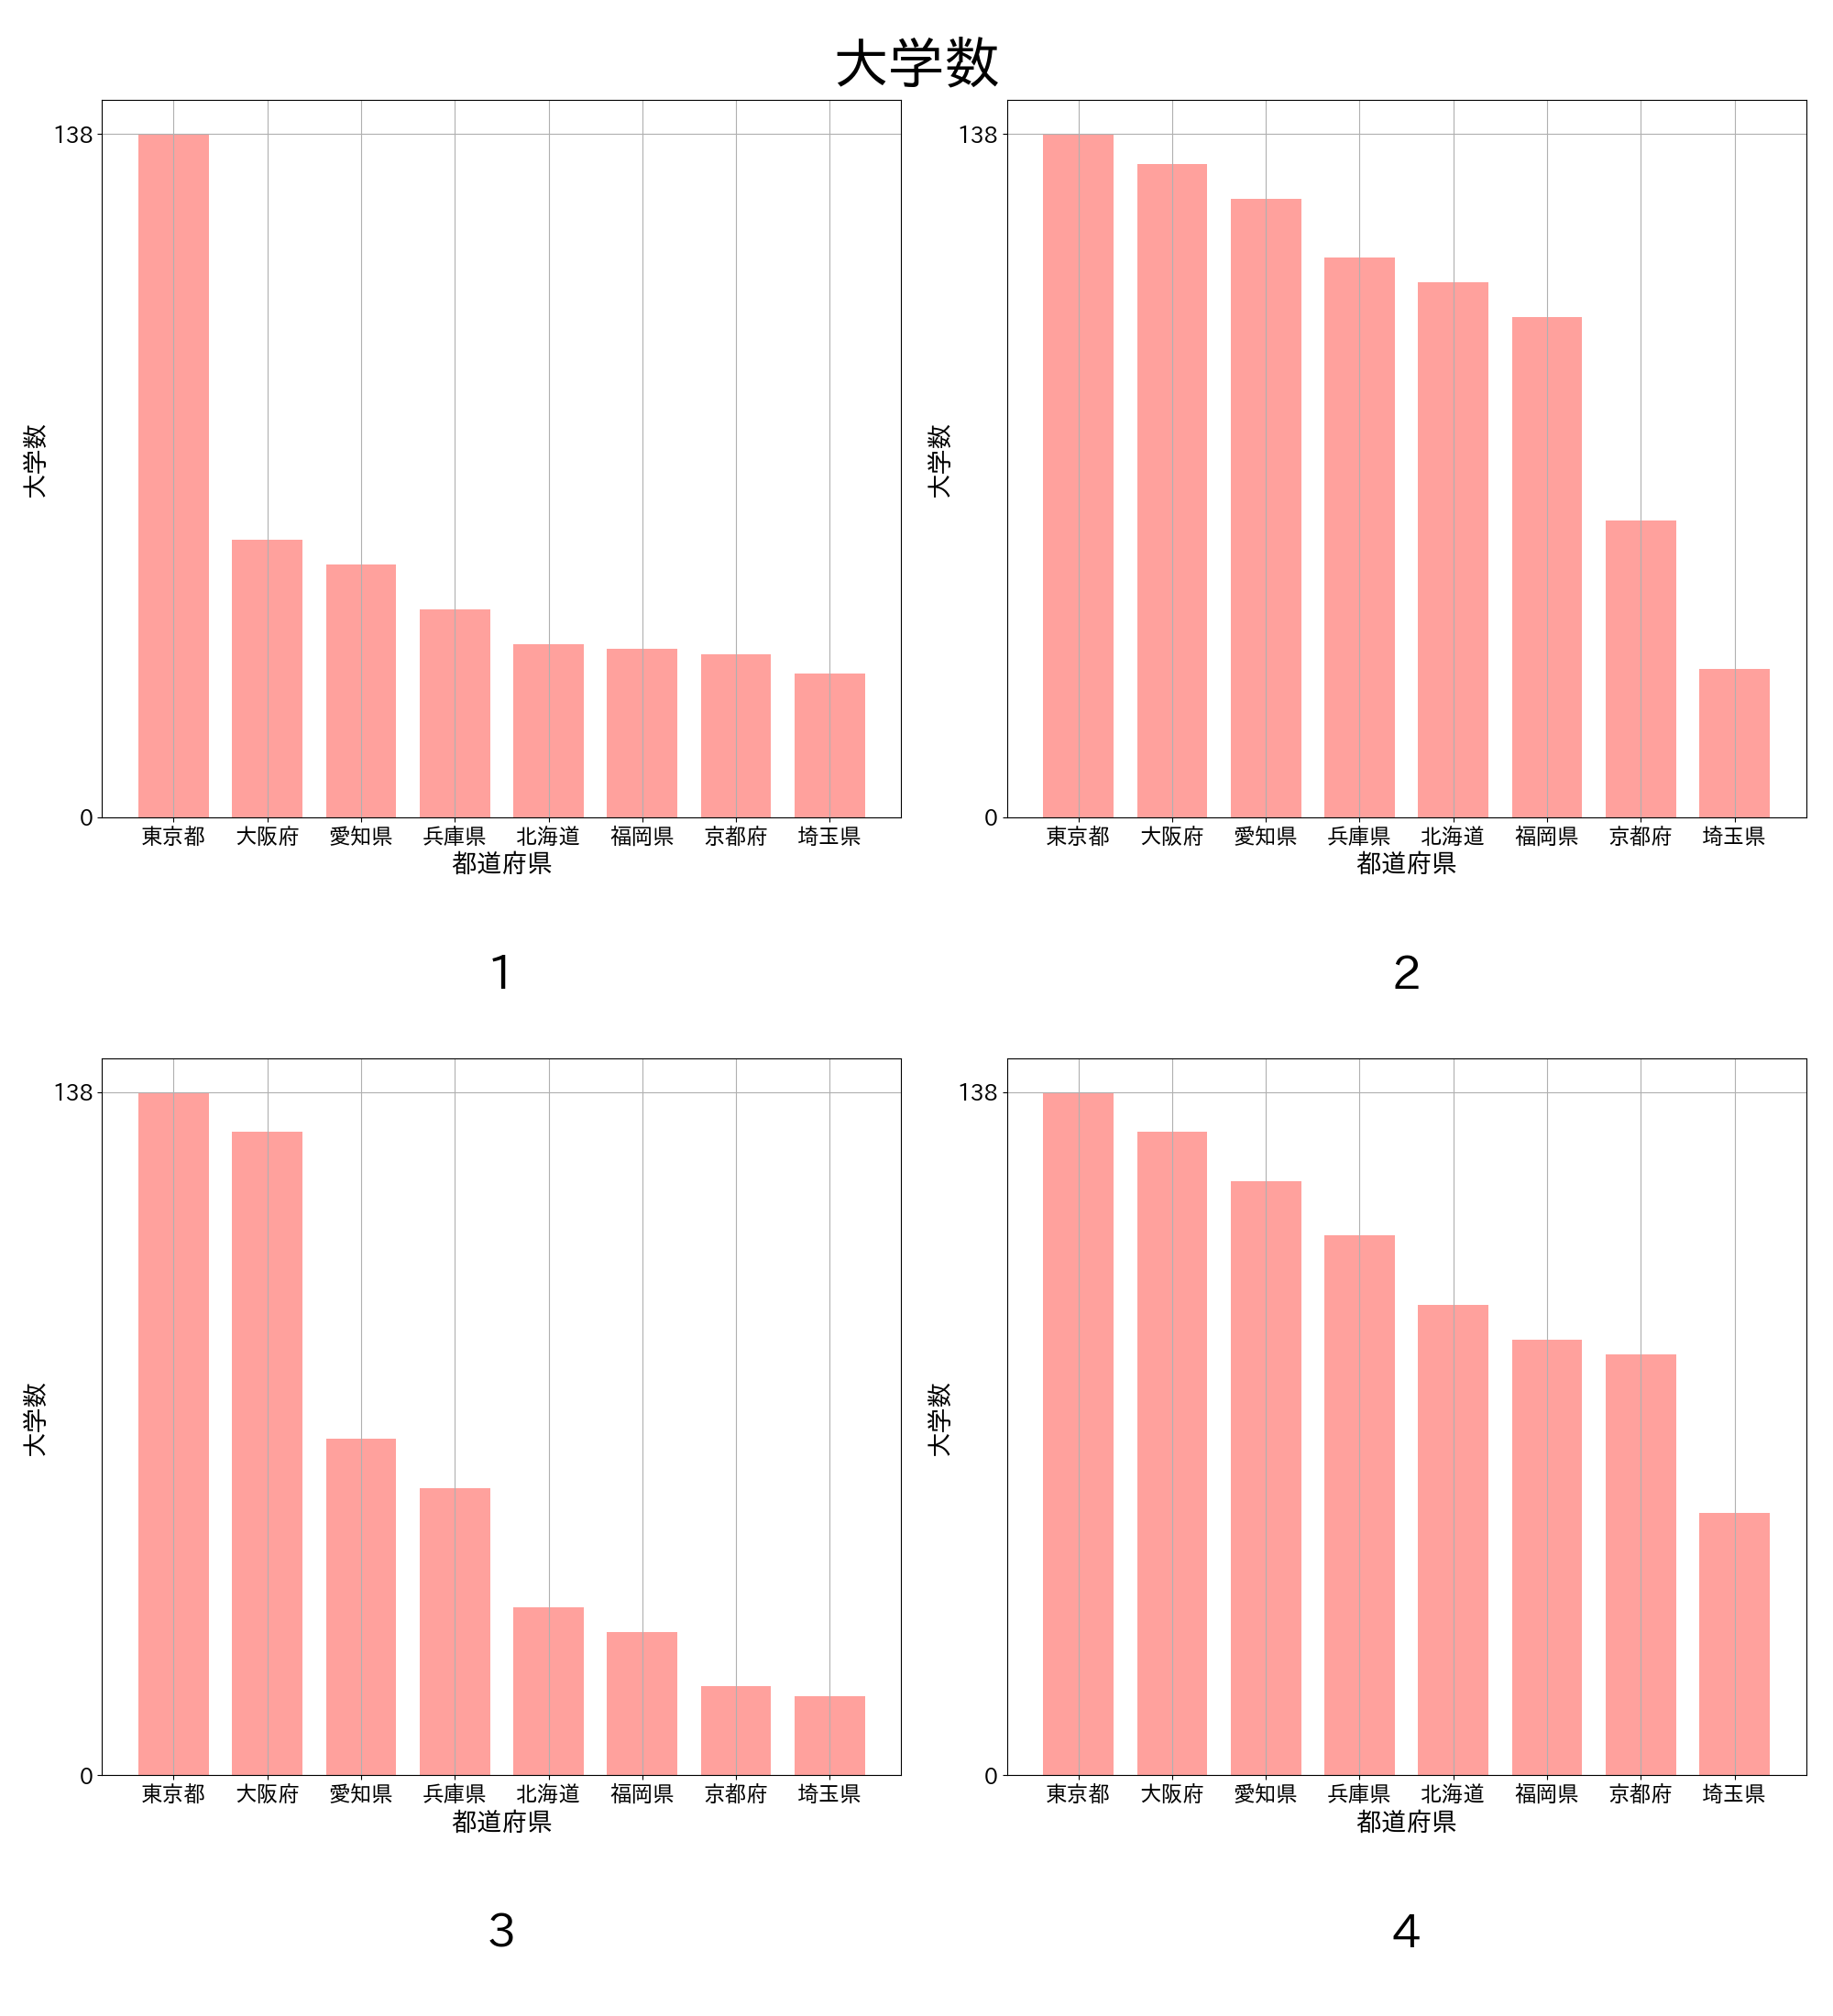 大学数
138
0
大学数
東京都 大阪府 愛知県 兵庫県 北海道 福岡県 京都府 埼玉県
都道府県
1
138
0
大学数
東京都 大阪府 愛知県 兵庫県 北海道 福岡県 京都府 埼玉県
都道府県
2
138
0
大学数
東京都 大阪府 愛知県 兵庫県 北海道 福岡県 京都府 埼玉県
都道府県
3
138
0
大学数
東京都 大阪府 愛知県 兵庫県 北海道 福岡県 京都府 埼玉県
都道府県
4